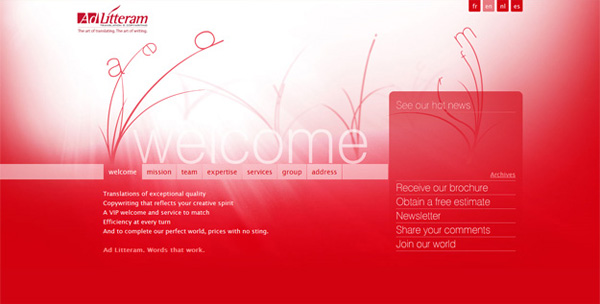 fr en nl es
Ad Litteram
The art of translating. The art of writing.
a e d f m
See our hot news
welcome
Archives
welcome mission team expertise services group address
Translations of exceptional quality
Copywriting that reflects your creative spirit
A VIP welcome and service to match
Efficiency at every turn
And to complete our perfect world, prices with no sting.
Ad Litteram. Words that work.
Receive our brochure
Obtain a free estimate
Newsletter
Share your comments
Join our world